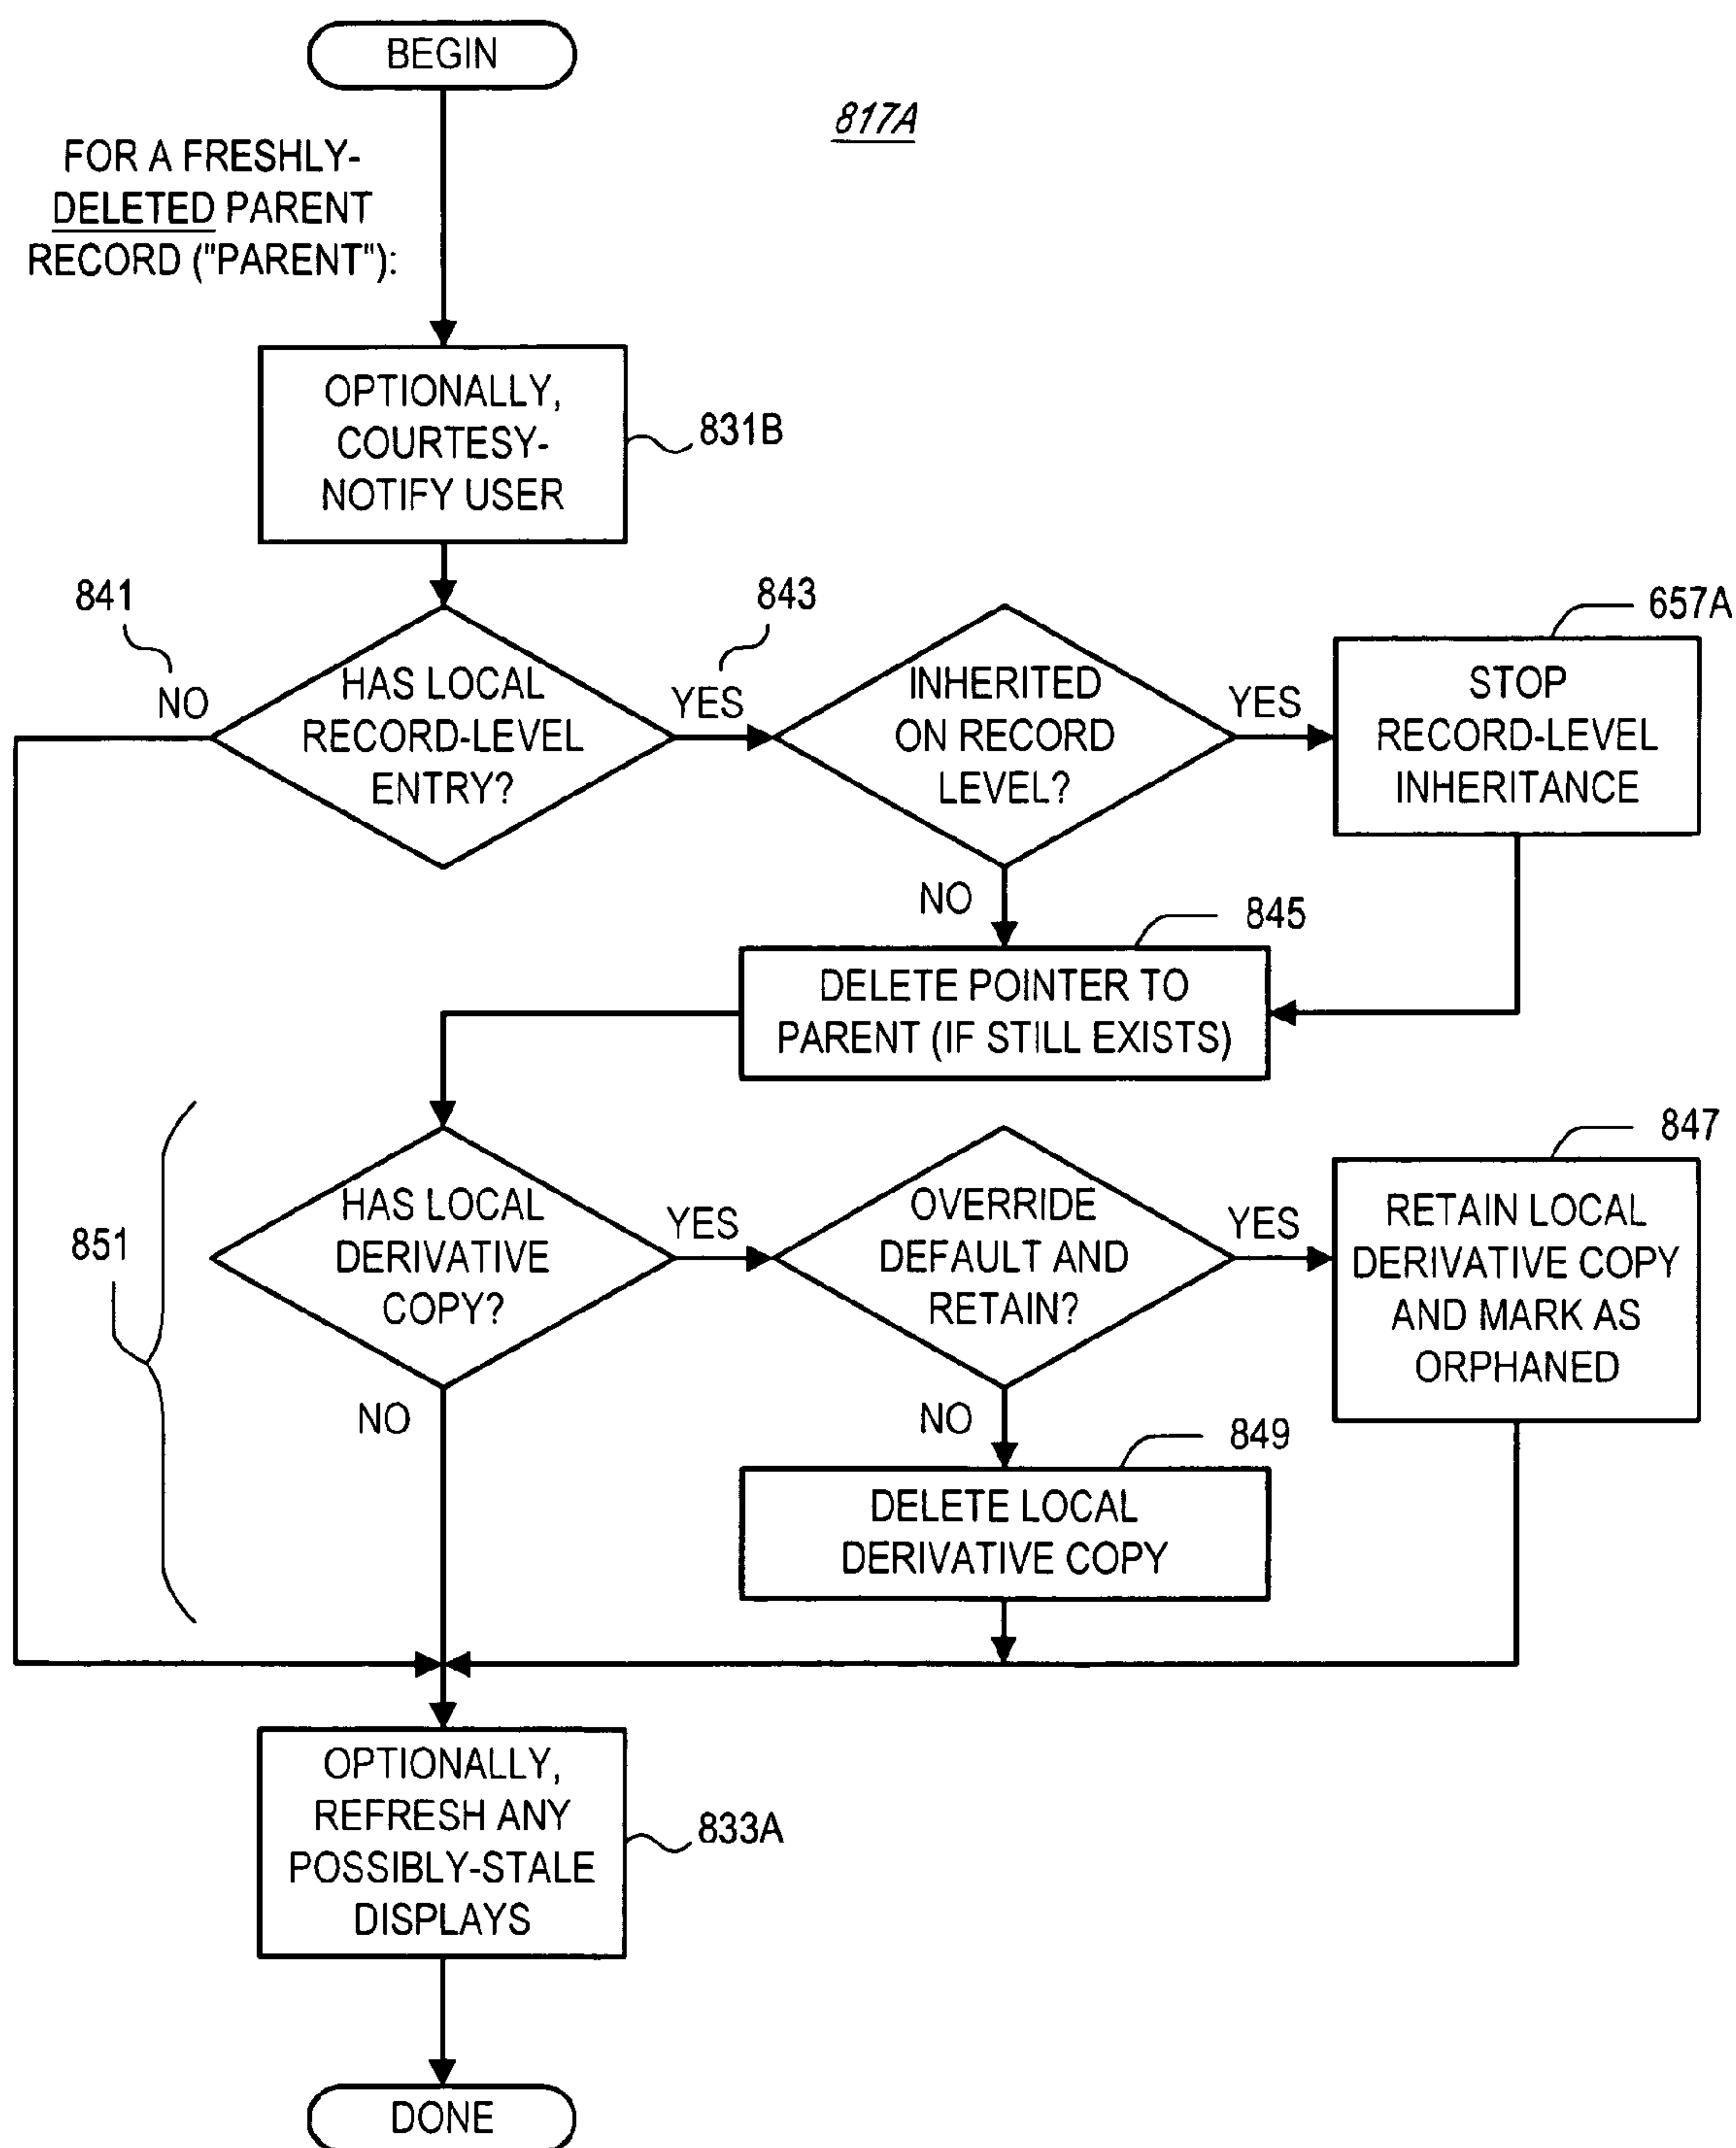 BEGIN
817A
FOR A FRESHLY-
DELETED PARENT
RECORD ("PARENT"):
OPTIONALLY,
COURTESY-
NOTIFY USER
831B
841
843
657A
NO
HAS LOCAL
RECORD-LEVEL
ENTRY?
YES
INHERITED
ON RECORD
LEVEL?
YES
STOP
RECORD-LEVEL
INHERITANCE
NO
845
DELETE POINTER TO
PARENT (IF STILL EXISTS)
847
851
HAS LOCAL
DERIVATIVE
COPY?
YES
OVERRIDE
DEFAULT AND
RETAIN?
YES
RETAIN LOCAL
DERIVATIVE COPY
AND MARK AS
ORPHANED
NO
NO
849
DELETE LOCAL
DERIVATIVE COPY
OPTIONALLY,
REFRESH ANY
POSSIBLY-STALE
DISPLAYS
833A
DONE